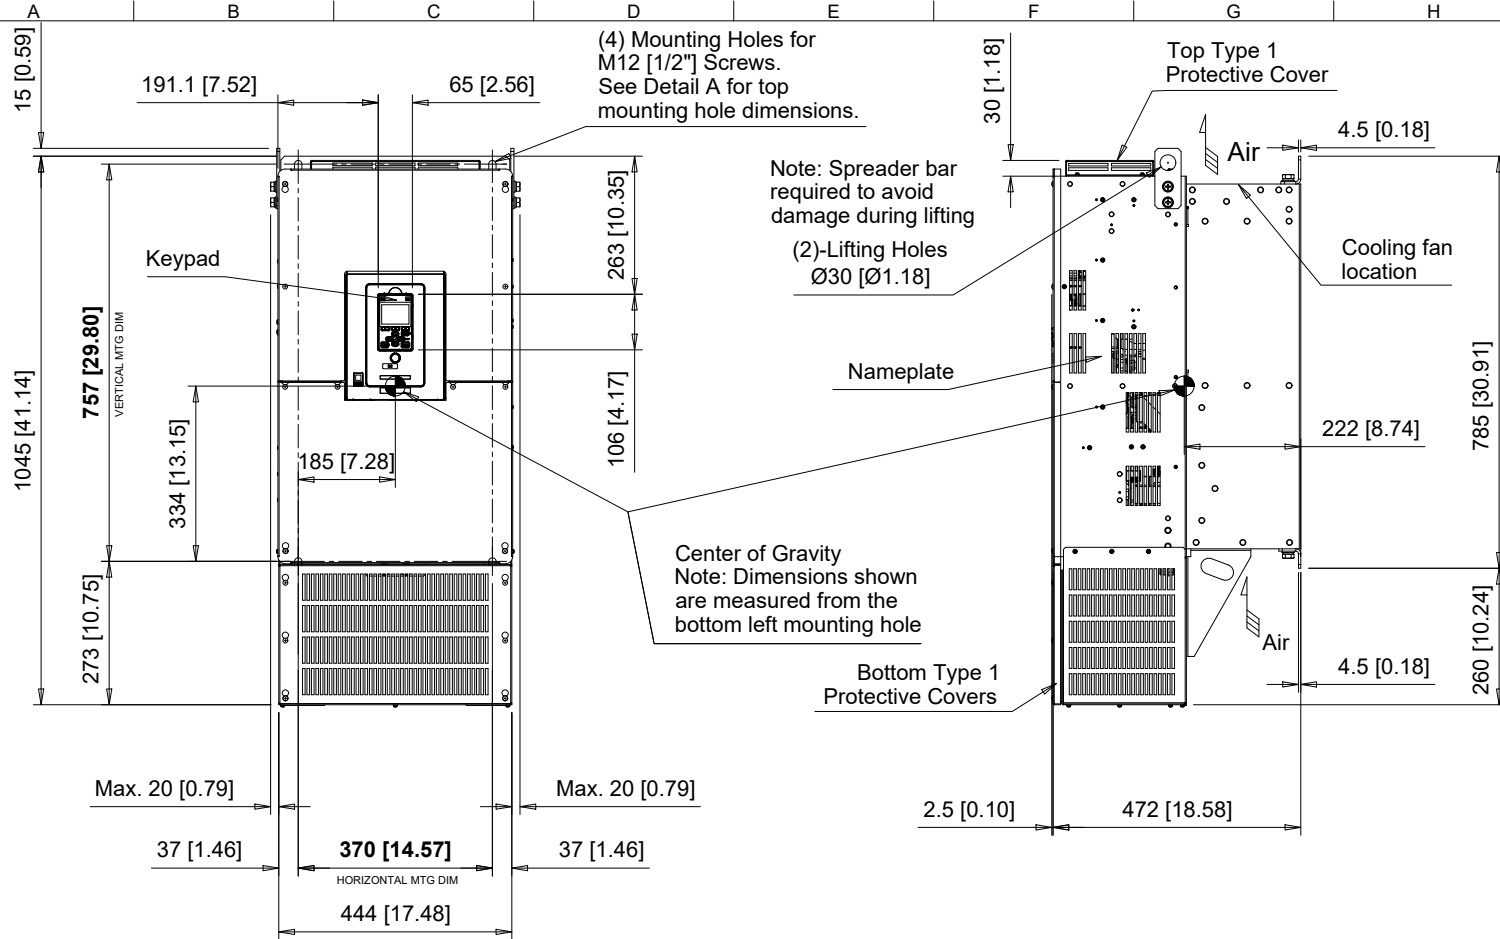 A B C D E F G H
15 [0.59]
191.1 [7.52]
65 [2.56]
(4) Mounting Holes for
M12 [1/2"] Screws.
See Detail A for top
mounting hole dimensions.
30 [1.18]
Top Type 1
Protective Cover
4.5 [0.18]
Air
Note: Spreader bar
required to avoid
damage during lifting
(2)-Lifting Holes
Ø30 [Ø1.18]
Cooling fan
location
263 [10.35]
Keypad
757 [29.80]
VERTICAL MTG DIM
1045 [41.14]
Nameplate
106 [4.17]
785 [30.91]
222 [8.74]
334 [13.15]
185 [7.28]
Center of Gravity
Note: Dimensions shown
are measured from the
bottom left mounting hole
273 [10.75]
Air
260 [10.24]
4.5 [0.18]
Bottom Type 1
Protective Covers
Max. 20 [0.79]
Max. 20 [0.79]
2.5 [0.10]
472 [18.58]
37 [1.46]
370 [14.57]
HORIZONTAL MTG DIM
37 [1.46]
444 [17.48]